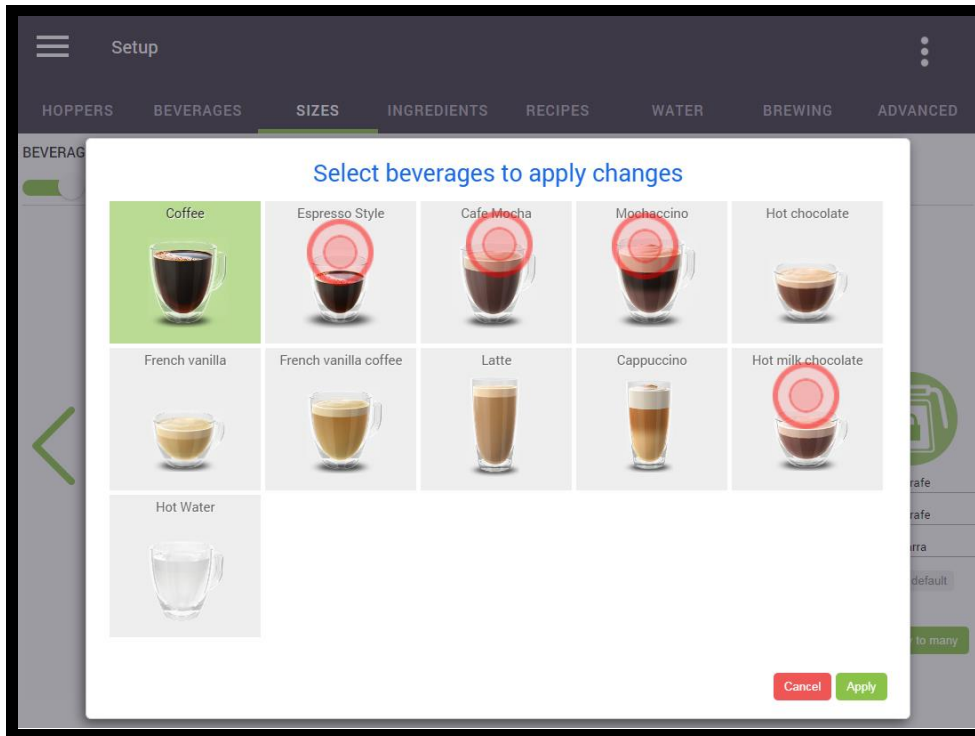 Setup
HOPPERS BEVERAGES SIZES INGREDIENTS RECIPES WATER BREWING ADVANCED
BEVERAG
Select beverages to apply changes
Coffee Espresso Style Cafe Mocha Mochaccino Hot chocolate
French vanilla French vanilla coffee Latte Cappuccino Hot milk chocolate
rafe
Hot Water
rafe
rra
default
to many
Cancel Apply